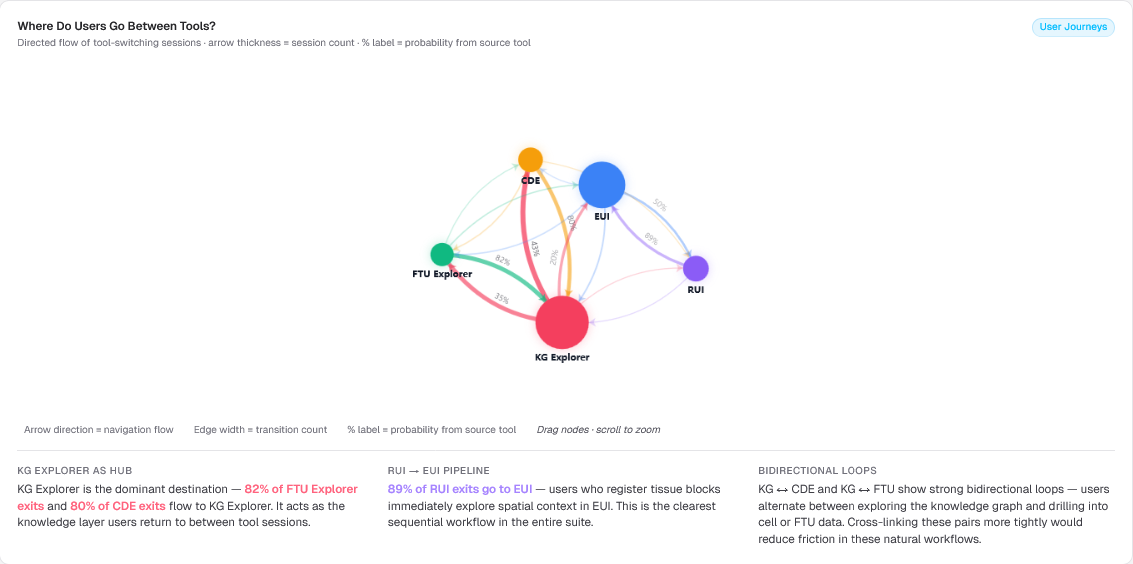 Where Do Users Go Between Tools?
User Journeys
Directed flow of tool-switching sessions · arrow thickness = session count · % label = probability from source tool
CDE
EUI
50%
80%
43%
89%
20%
82%
FTU Explorer
RUI
35%
KG Explorer
Arrow direction = navigation flow
Edge width = transition count
% label = probability from source tool
Drag nodes · scroll to zoom
KG EXPLORER AS HUB
KG Explorer is the dominant destination — 82% of FTU Explorer
exits and 80% of CDE exits flow to KG Explorer. It acts as the
knowledge layer users return to between tool sessions.
RUI → EUI PIPELINE
89% of RUI exits go to EUI — users who register tissue blocks
immediately explore spatial context in EUI. This is the clearest
sequential workflow in the entire suite.
BIDIRECTIONAL LOOPS
KG ↔ CDE and KG ↔ FTU show strong bidirectional loops — users
alternate between exploring the knowledge graph and drilling into
cell or FTU data. Cross-linking these pairs more tightly would
reduce friction in these natural workflows.